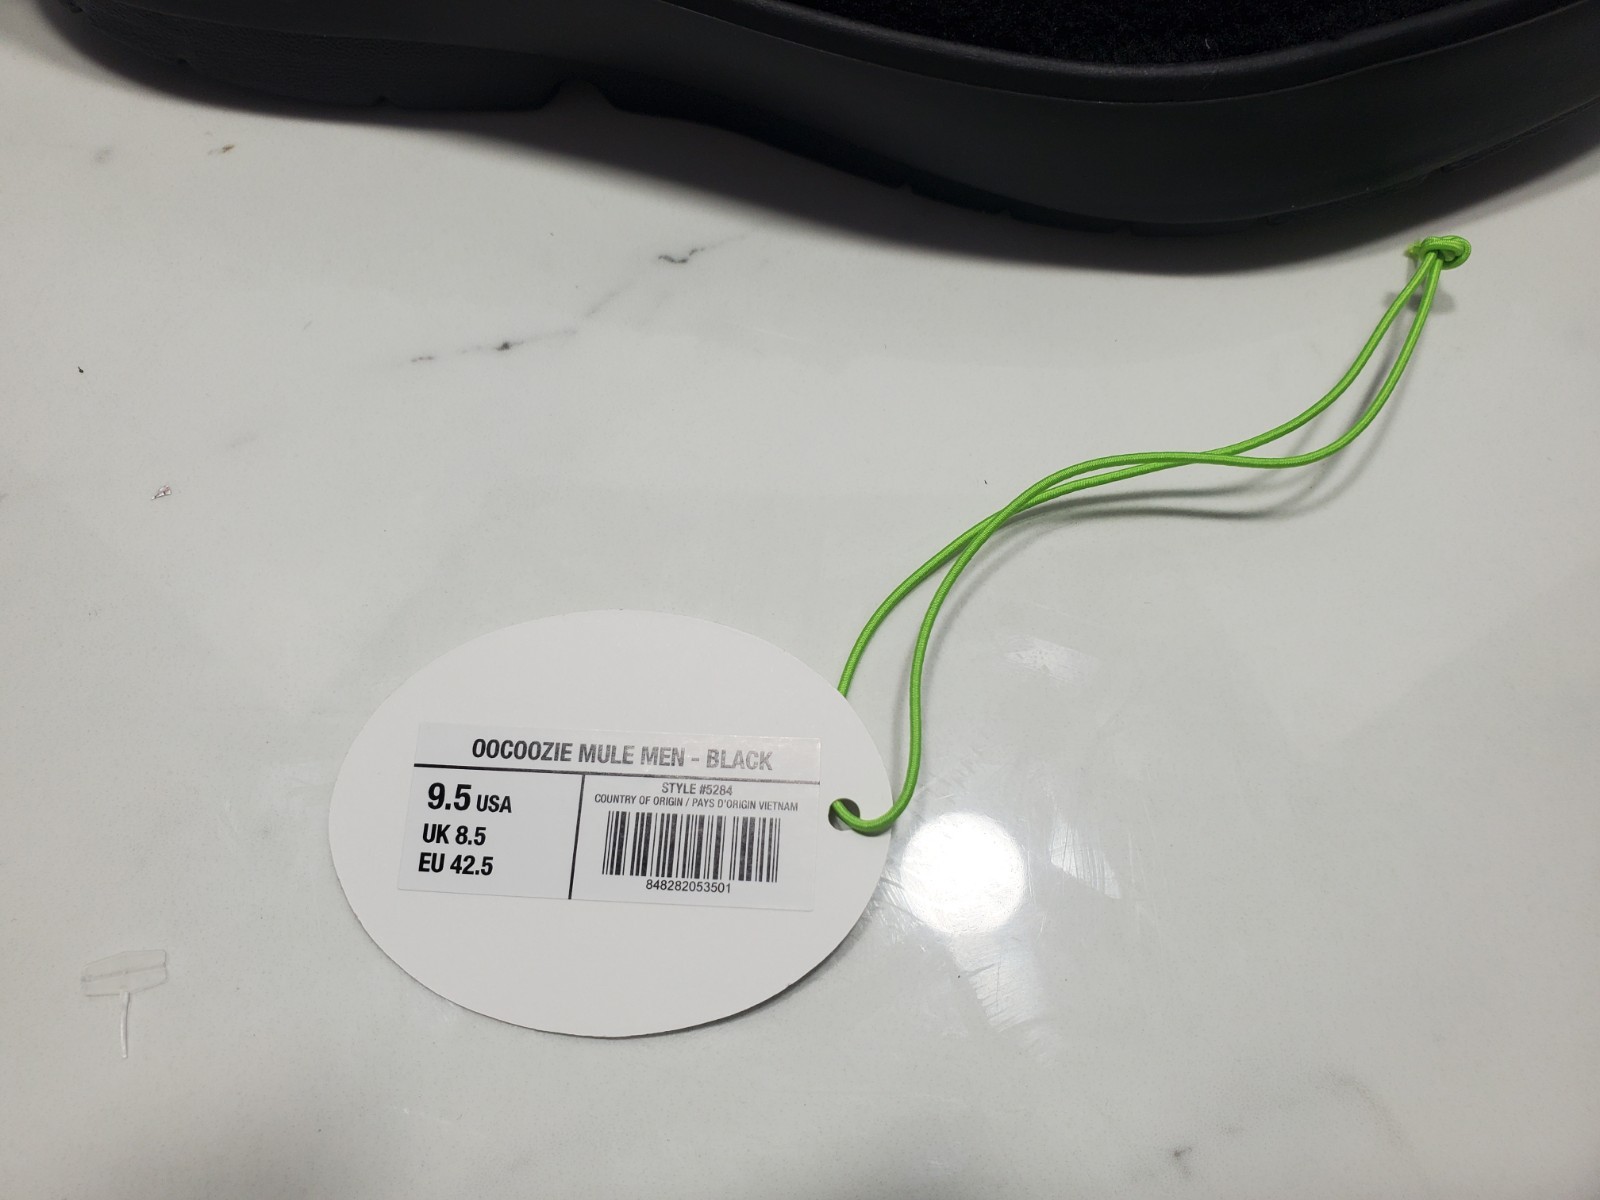 OOCOOZIE MULE MEN - BLACK
9.5 USA
UK 8.5
EU 42.5
STYLE #5284
COUNTRY OF ORIGIN / PAYS D'ORIGIN VIETNAM
848282053501